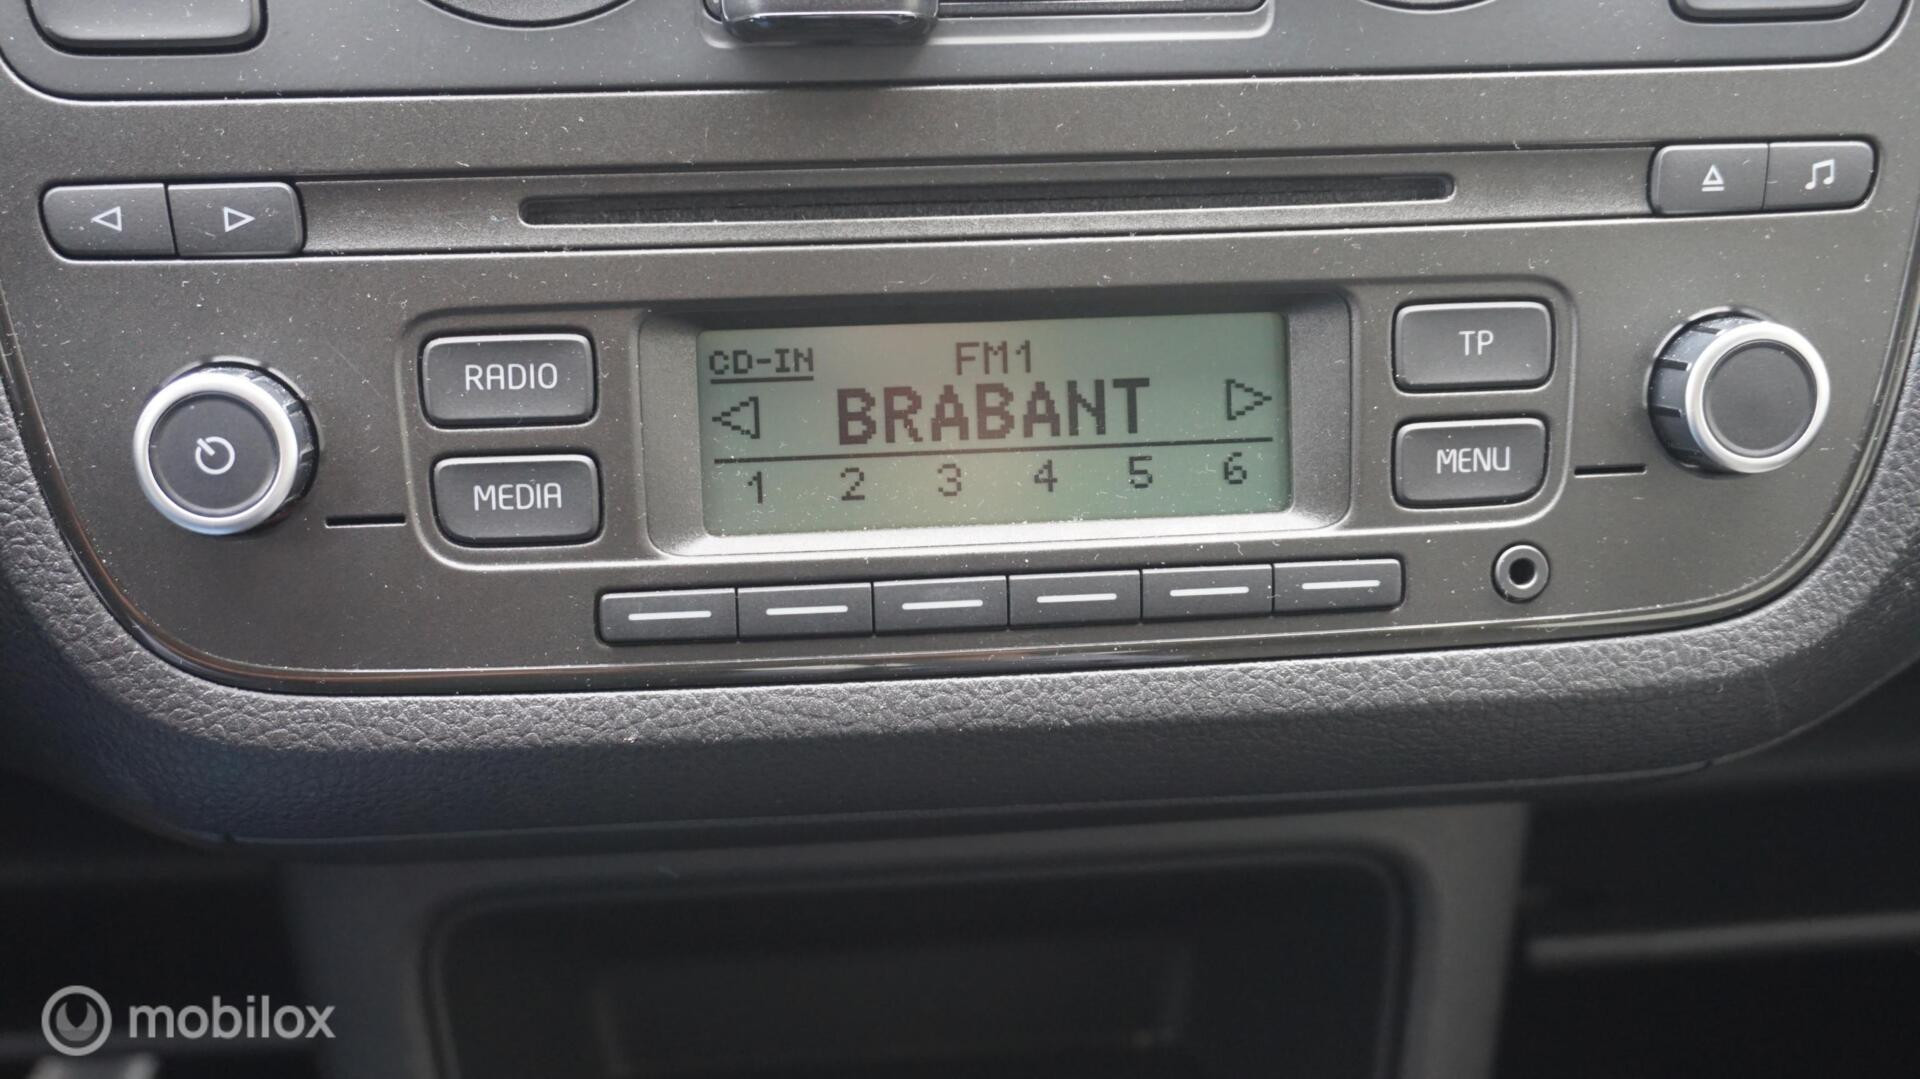 RADIO
MEDIA
CD-IN FM1
BRABANT
1 2 3 4 5 6
TP
MENU
mobilox